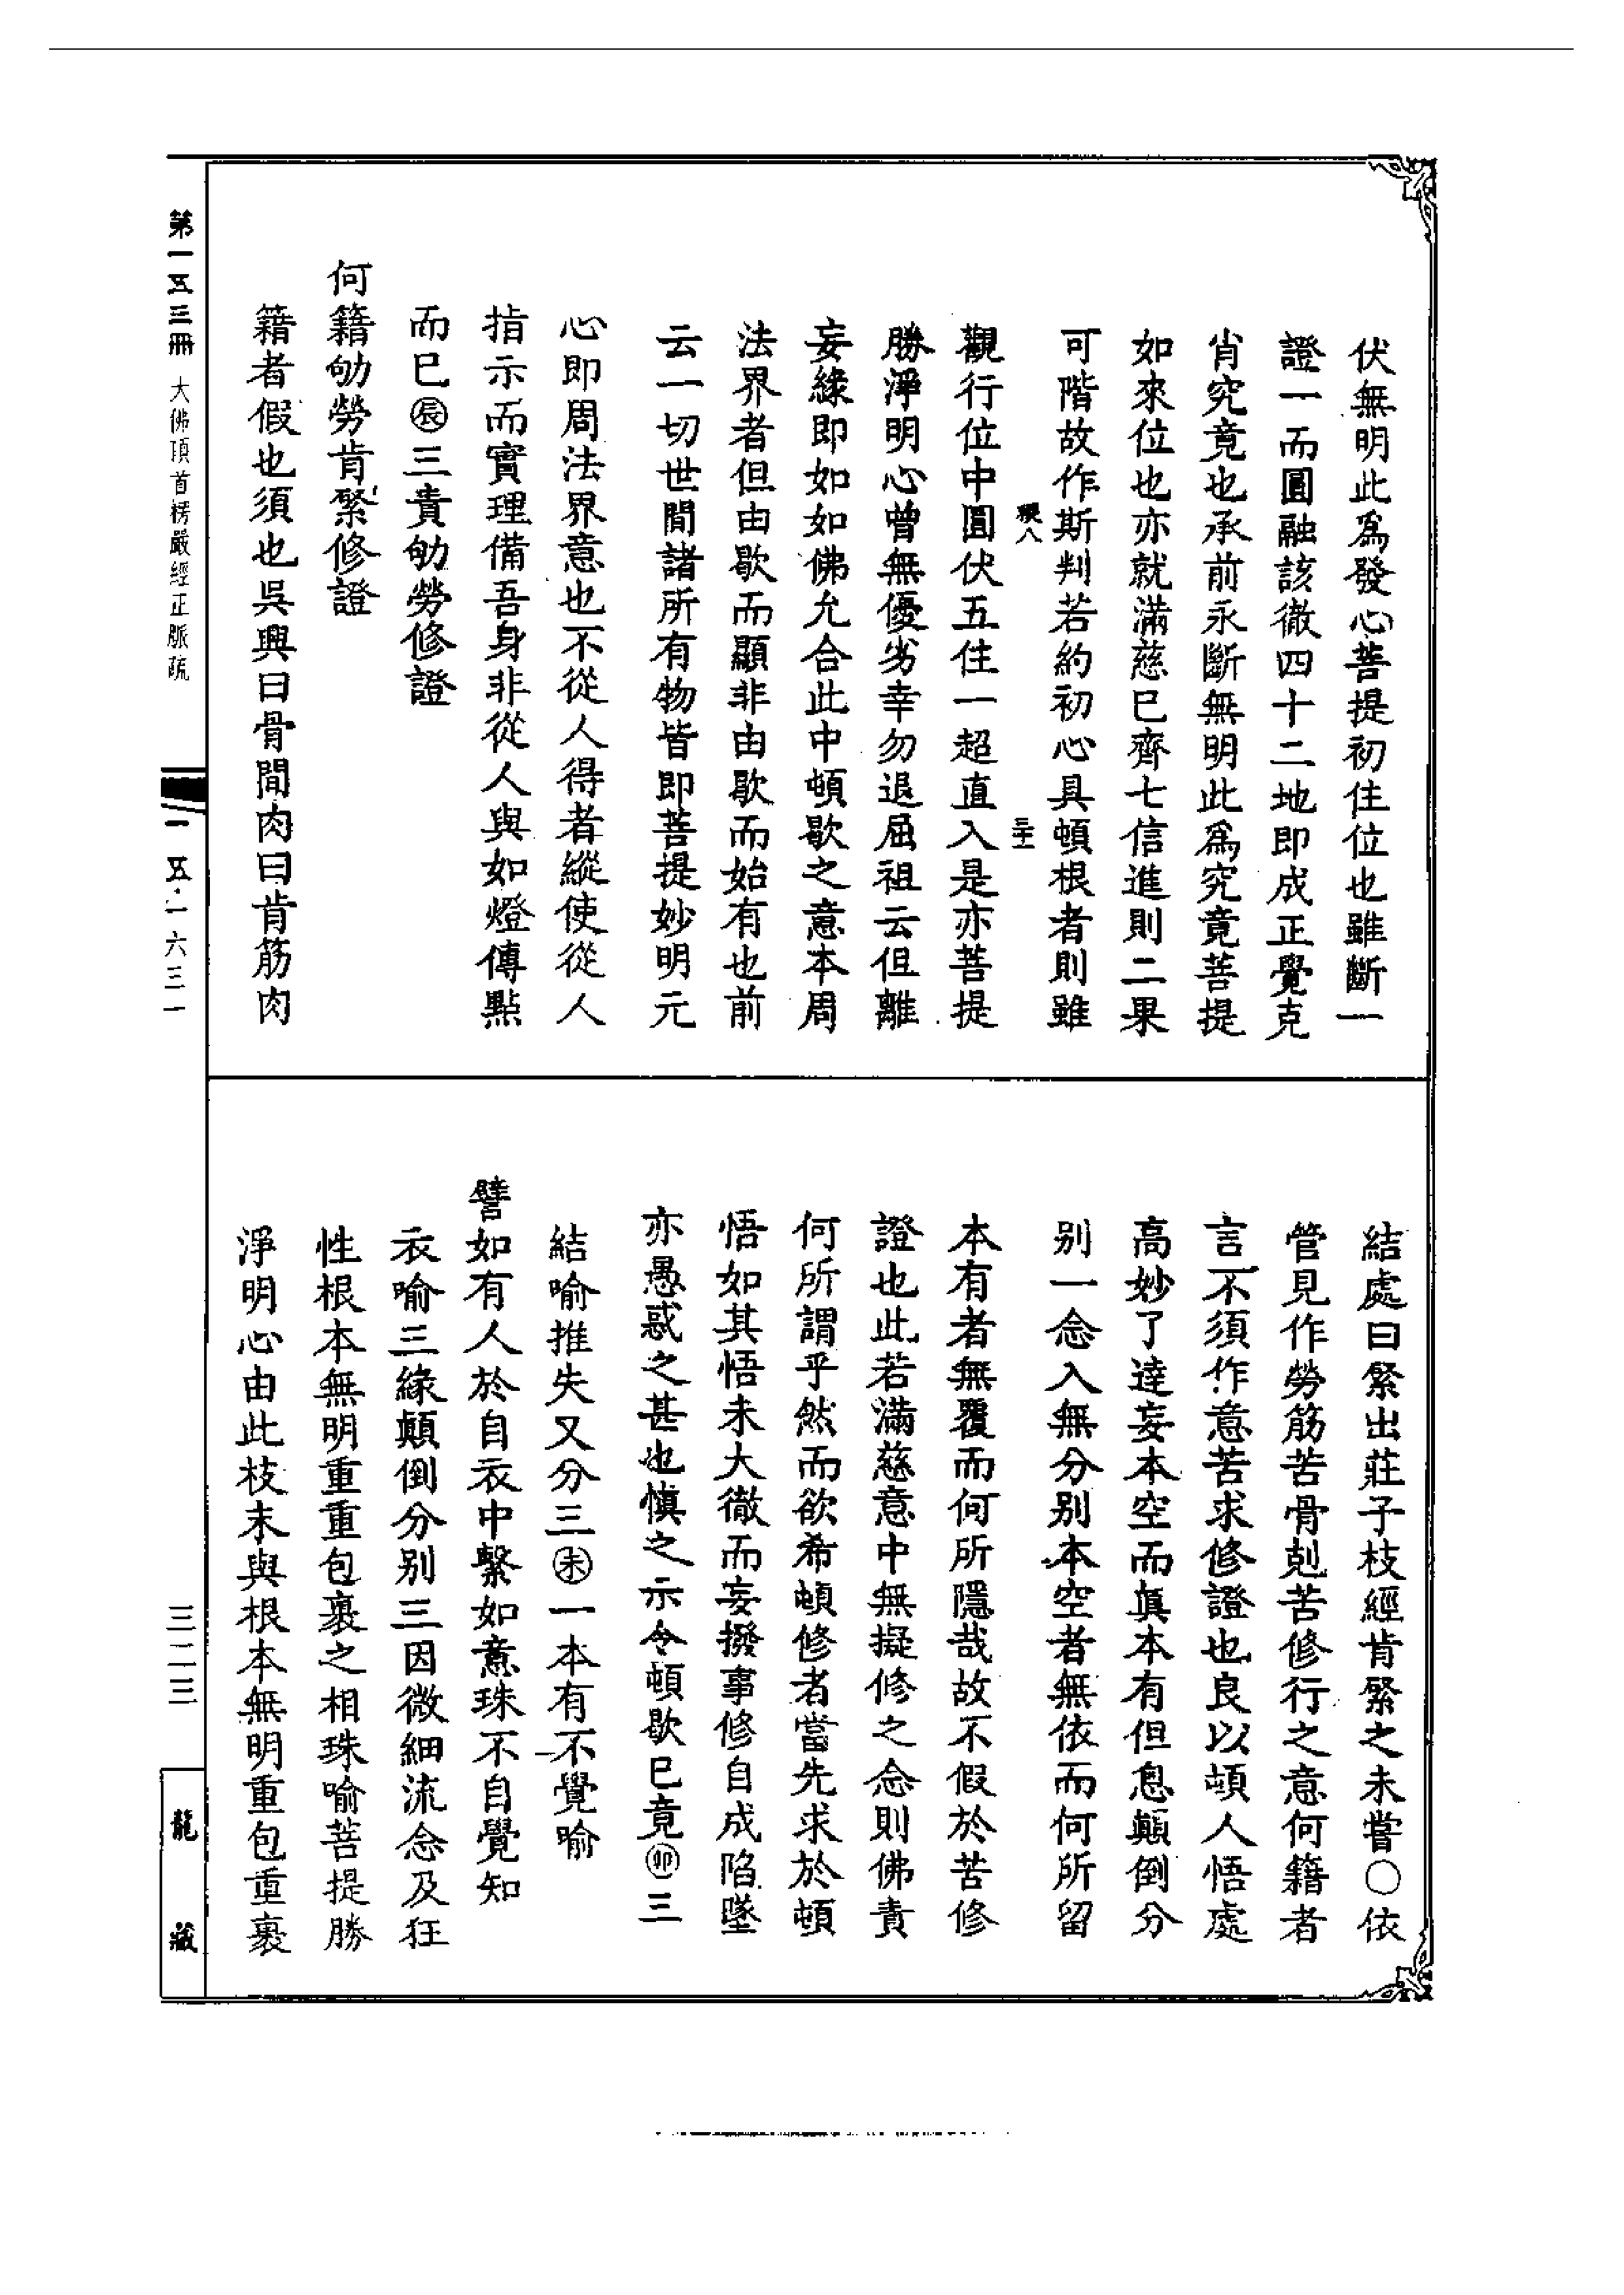 伏無明此為發心菩提初住位也雖斷一
證一而圓融該徹四十二地即成正覺克
肖究竟也承前永斷無明此為究竟菩提
如來位也亦就滿慈已齊七信進則二果
可階故作斯判若約初心具頓根者則雖
觀行位中圓伏五住一超直入是亦菩提
勝淨明心曾無優劣幸勿退屈祖云但離
妄緣即如如佛允合此中頓歇之意本周
法界者但由歇而顯非由歇而始有也前
云一切世間諸所有物皆即菩提妙明元
心即周法界意也不從人得者縱使從人
指示而實理備吾身非從人與如燈傳點
而已㊋三責劬勞修證
何籍劬勞肯綮修證
籍者假也須也吳興曰骨間肉曰肯筋肉
結處曰綮出莊子枝經肯綮之未嘗○依
管見作勞筋苦骨剋苦修行之意何籍者
言不須作意苦求修證也良以頓人悟處
高妙了達妄本空而真本有但息顛倒分
別一念入無分別本空者無依而何所留
本有者無覆而何所隱哉故不假於苦修
證也此若滿慈意中無擬修之念則佛責
何所謂乎然而欲希頓修者當先求於頓
悟如其悟未大徹而妄撥事修自成陷墜
亦愚惑之甚也慎之示令頓歇已竟卯三
結喻推失又分三未一本有不覺喻
譬如有人於自衣中繫如意珠不自覺知
衣喻三緣顛倒分別三因微細流念及狂
性根本無明重重包裹之相珠喻菩提勝
淨明心由此枝末與根本無明重包重裹
第一五三冊 大佛頂首楞嚴經正脈疏
一五·一六三一
三二三
龍藏